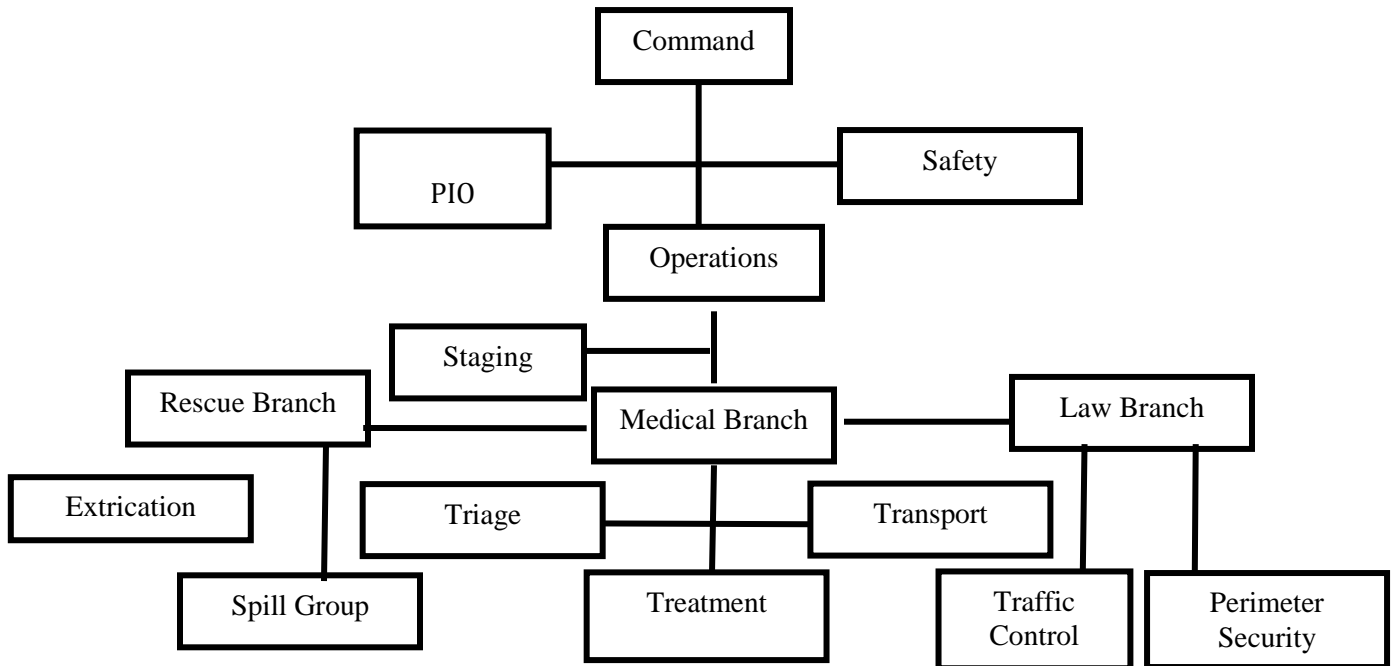 Command
PIO
Safety
Operations
Staging
Rescue Branch
Medical Branch
Law Branch
Extrication
Triage
Transport
Spill Group
Treatment
Traffic
Control
Perimeter
Security